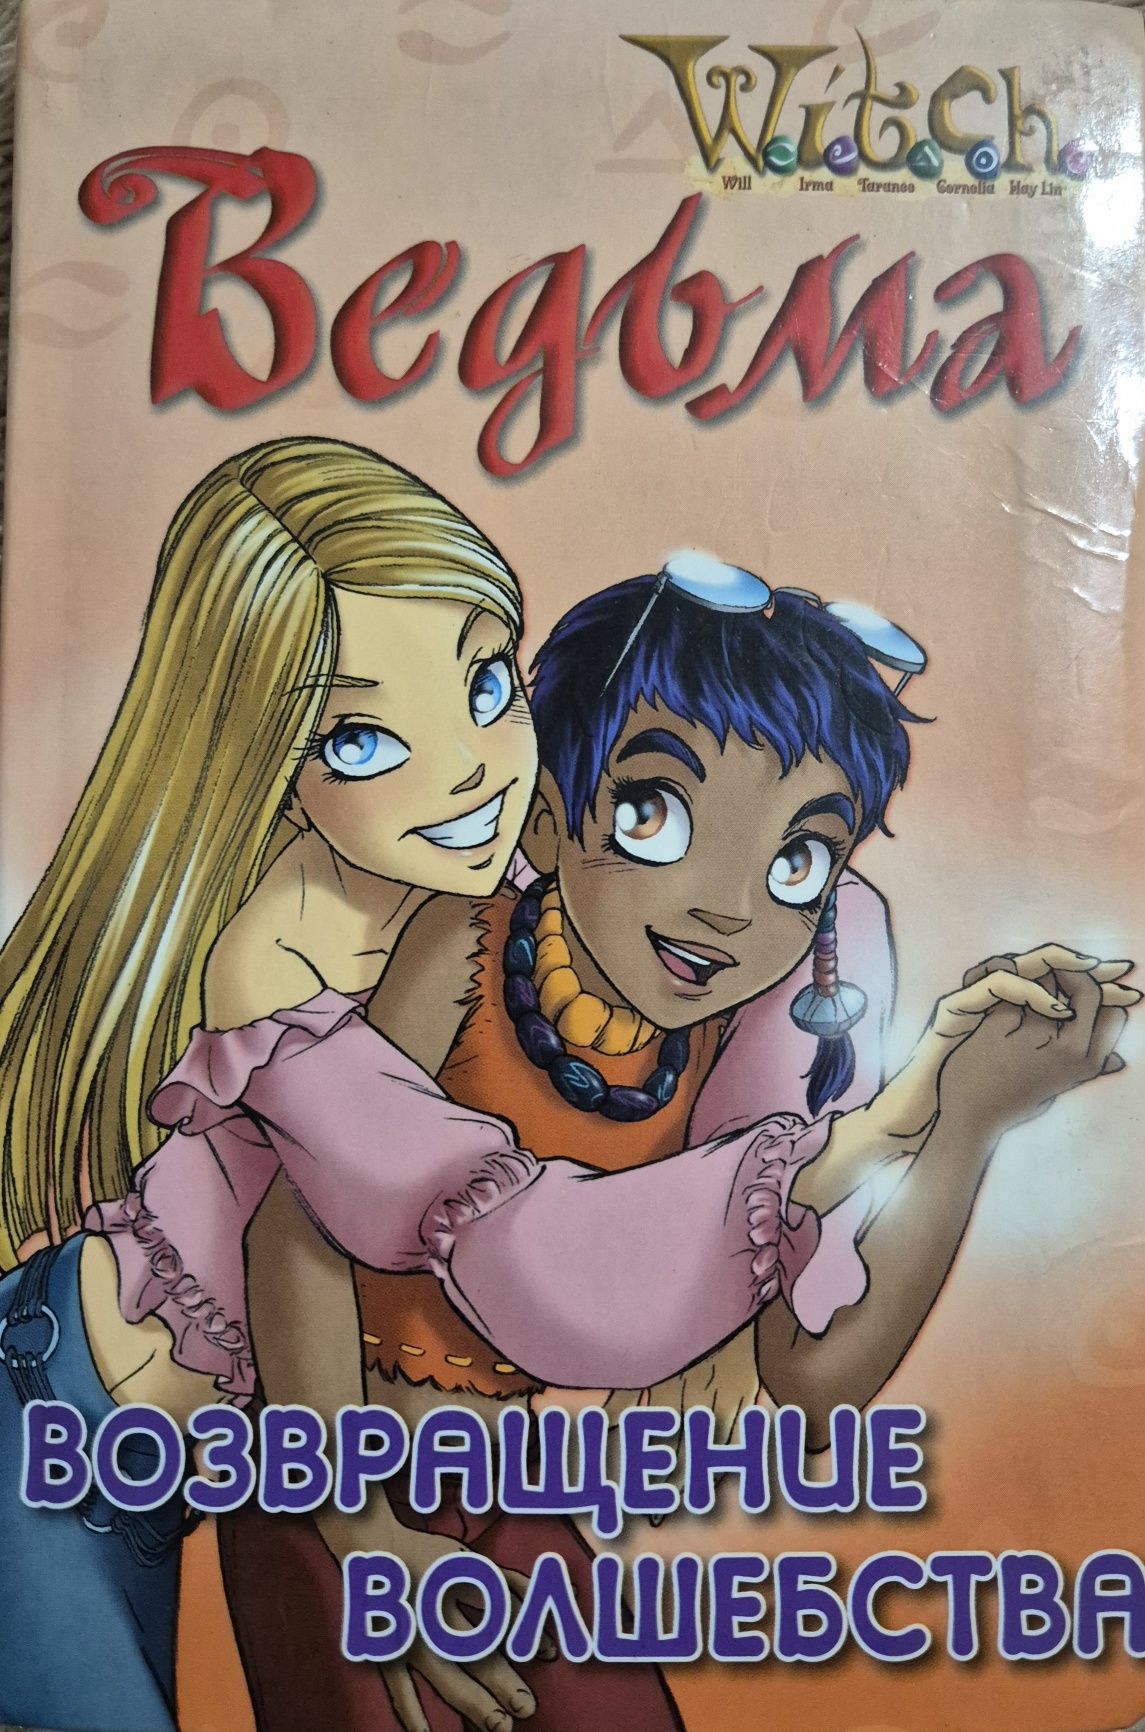 W.i.t.c.h.
Will Irma Taranee Cornelia Hay Lin
Ведьма
ВОЗВРАЩЕНИЕ
ВОЛШЕБСТВА